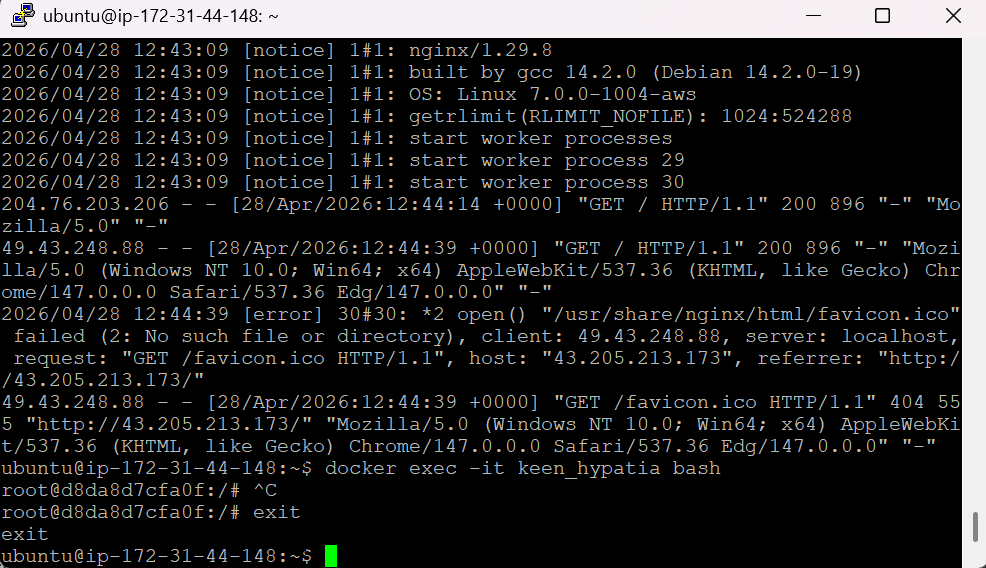 ubuntu@ip-172-31-44-148: ~
2026/04/28 12:43:09 [notice] 1#1: nginx/1.29.8
2026/04/28 12:43:09 [notice] 1#1: built by gcc 14.2.0 (Debian 14.2.0-19)
2026/04/28 12:43:09 [notice] 1#1: OS: Linux 7.0.0-1004-aws
2026/04/28 12:43:09 [notice] 1#1: getrlimit(RLIMIT_NOFILE): 1024:524288
2026/04/28 12:43:09 [notice] 1#1: start worker processes
2026/04/28 12:43:09 [notice] 1#1: start worker process 29
2026/04/28 12:43:09 [notice] 1#1: start worker process 30
204.76.203.206 - - [28/Apr/2026:12:44:14 +0000] "GET / HTTP/1.1" 200 896 "-" "Mo
zilla/5.0" "-"
49.43.248.88 - - [28/Apr/2026:12:44:39 +0000] "GET / HTTP/1.1" 200 896 "-" "Mozi
lla/5.0 (Windows NT 10.0; Win64; x64) AppleWebKit/537.36 (KHTML, like Gecko) Chr
ome/147.0.0.0 Safari/537.36 Edg/147.0.0.0" "-"
2026/04/28 12:44:39 [error] 30#30: *2 open() "/usr/share/nginx/html/favicon.ico"
 failed (2: No such file or directory), client: 49.43.248.88, server: localhost,
 request: "GET /favicon.ico HTTP/1.1", host: "43.205.213.173", referrer: "http:/
/43.205.213.173/"
49.43.248.88 - - [28/Apr/2026:12:44:39 +0000] "GET /favicon.ico HTTP/1.1" 404 55
5 "http://43.205.213.173/" "Mozilla/5.0 (Windows NT 10.0; Win64; x64) AppleWebKi
t/537.36 (KHTML, like Gecko) Chrome/147.0.0.0 Safari/537.36 Edg/147.0.0.0" "-"
ubuntu@ip-172-31-44-148:~$ docker exec -it keen_hypatia bash
root@d8da8d7cfa0f:/# ^C
root@d8da8d7cfa0f:/# exit
exit
ubuntu@ip-172-31-44-148:~$